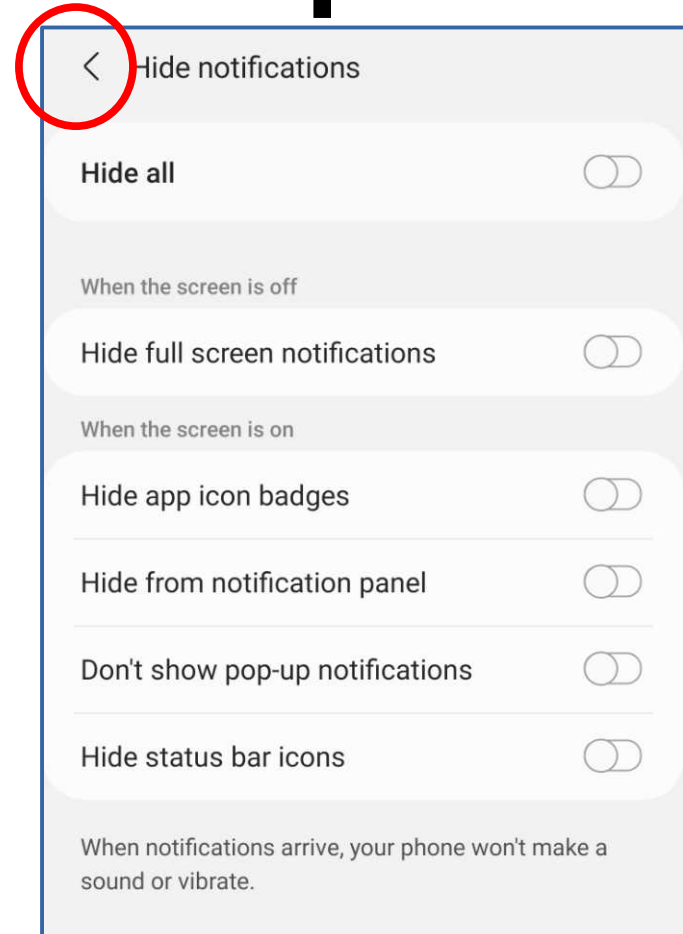 Hide notifications
Hide all
When the screen is off
Hide full screen notifications
When the screen is on
Hide app icon badges
Hide from notification panel
Don't show pop-up notifications
Hide status bar icons
When notifications arrive, your phone won't make a
sound or vibrate.